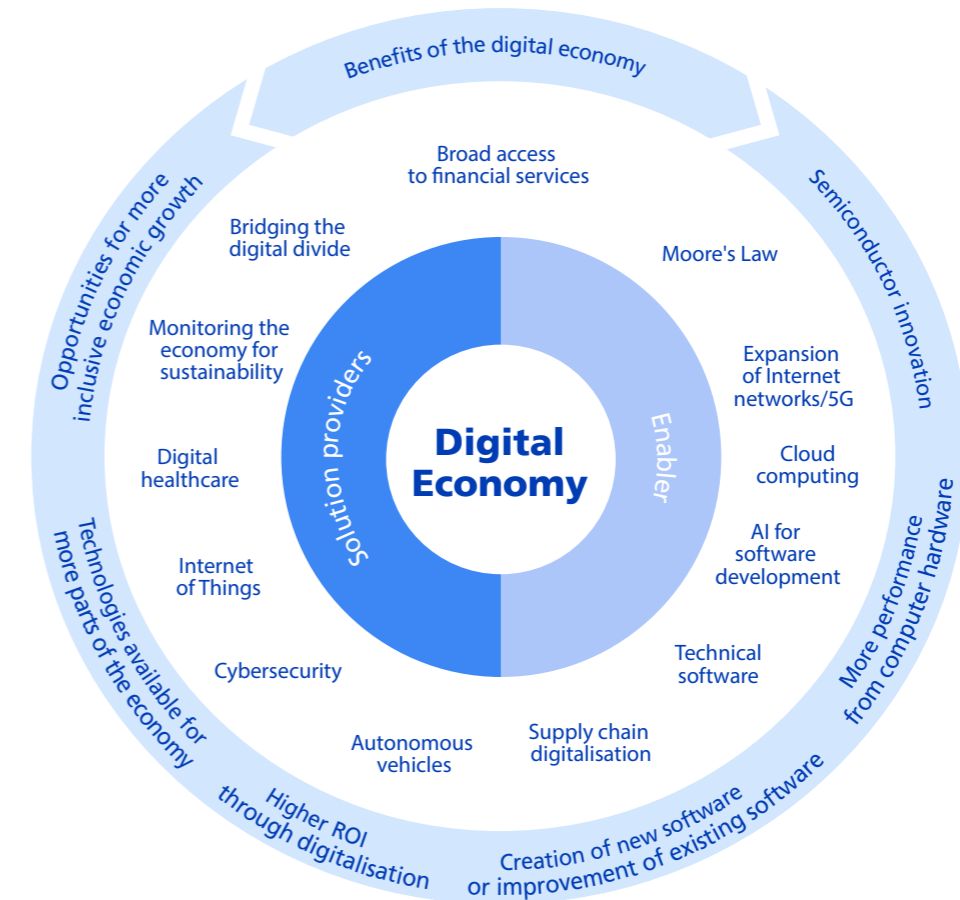 Benefits of the digital economy
Semiconductor innovation
More performance
from computer hardware
Creation of new software
or improvement of existing software
Higher ROI
through digitalisation
Technologies available for
more parts of the economy
Opportunities for more
inclusive economic growth
Broad access
to financial services
Moore's Law
Expansion
of Internet
networks/5G
Cloud
computing
AI for
software
development
Technical
software
Supply chain
digitalisation
Autonomous
vehicles
Cybersecurity
Internet
of Things
Digital
healthcare
Monitoring the
economy for
sustainability
Bridging the
digital divide
Solution providers
Enabler
Digital
Economy